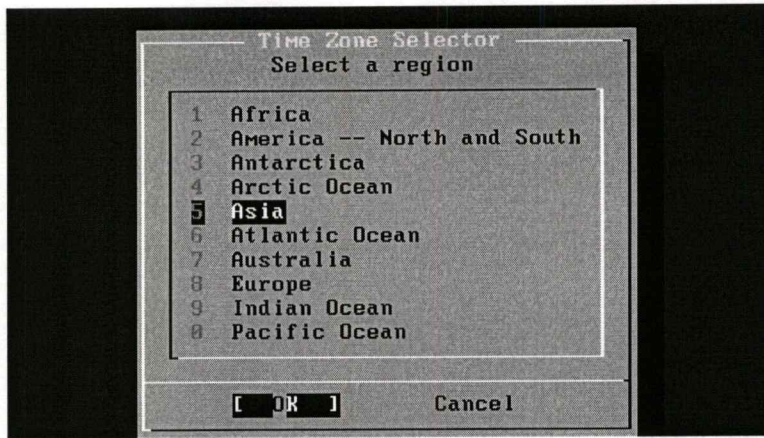 Time Zone Selector
Select a region
1 Africa
2 America -- North and South
3 Antarctica
4 Arctic Ocean
5 Asia
6 Atlantic Ocean
7 Australia
8 Europe
9 Indian Ocean
0 Pacific Ocean
[ OK ] Cancel